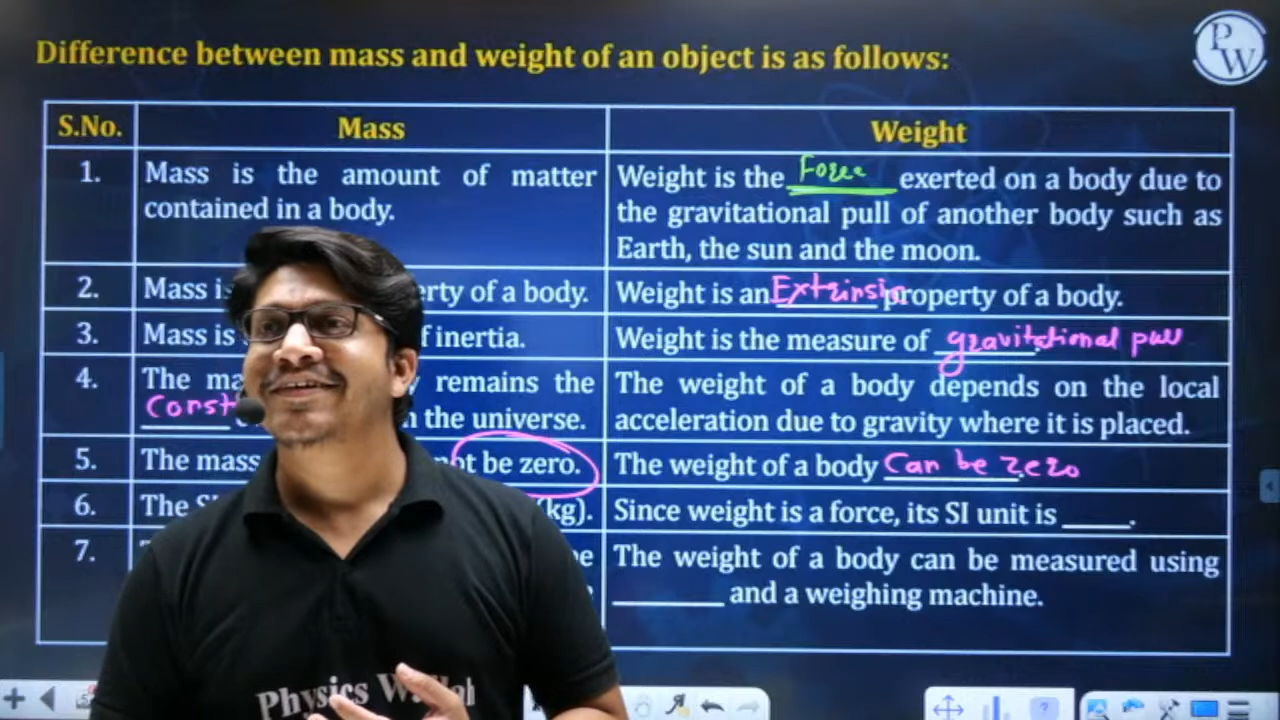 Difference between mass and weight of an object is as follows:
PW
S.No. Mass Weight
1. Mass is the amount of matter
contained in a body.
Weight is the Force exerted on a body due to
the gravitational pull of another body such as
Earth, the sun and the moon.
2. Mass of a body.
Weight is an Extrinsic property of a body.
3. Mass is inertia.
Weight is the measure of gravitational pull
4. The remains the
the universe.
The weight of a body depends on the local
acceleration due to gravity where it is placed.
5. The mass be zero.
The weight of a body Can be zero
6. The (kg).
Since weight is a force, its SI unit is _____.
7.
The weight of a body can be measured using
________ and a weighing machine.
Physics